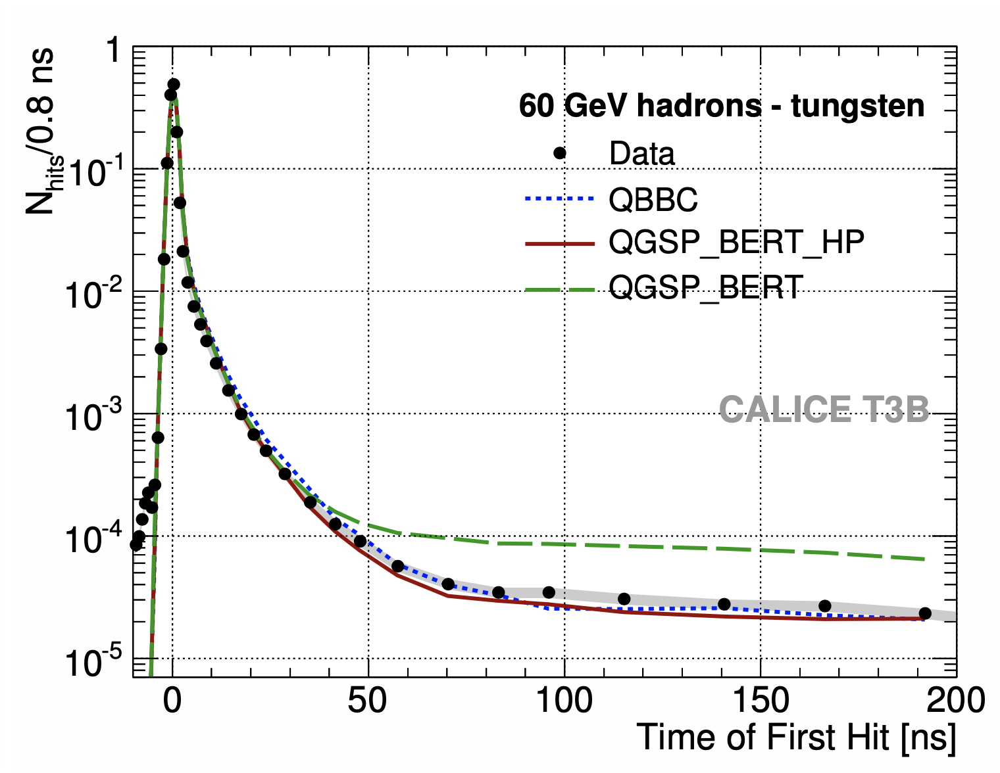 N_hits/0.8 ns
1
10^-1
10^-2
10^-3
10^-4
10^-5
60 GeV hadrons - tungsten
Data
QBBC
QGSP_BERT_HP
QGSP_BERT
CALICE T3B
0 50 100 150 200
Time of First Hit [ns]